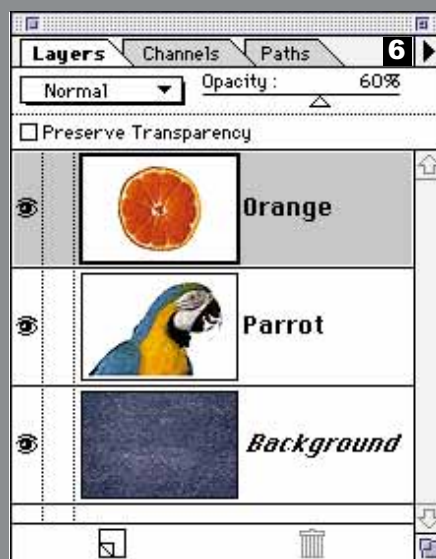 Layers Channels Paths 6
Normal Opacity: 60%
Preserve Transparency
Orange
Parrot
Background